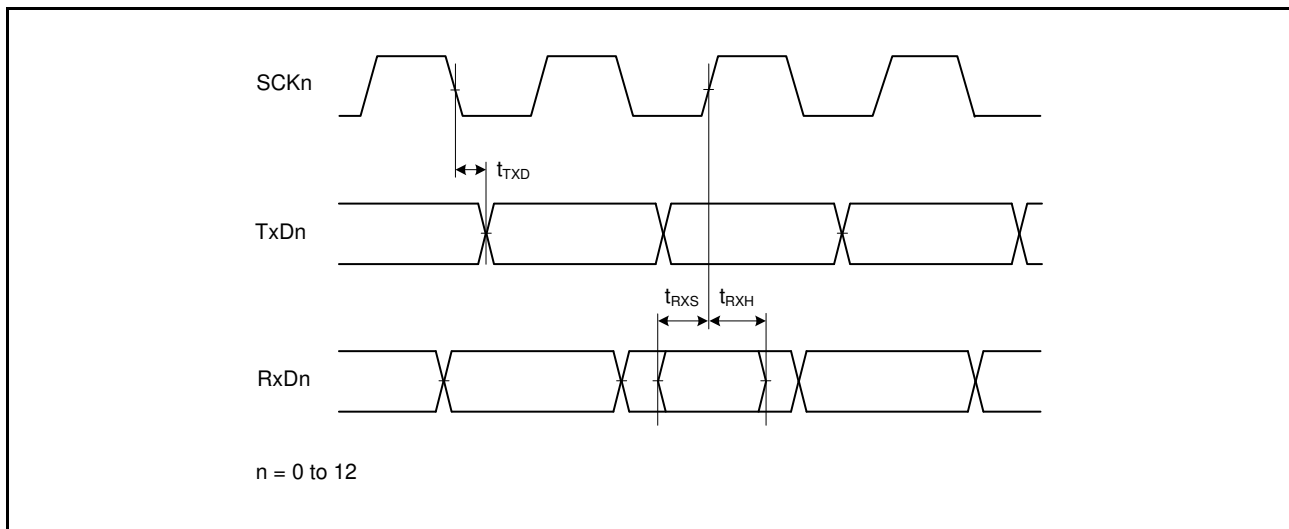 SCKn
tTXD
TxDn
tRXS tRXH
RxDn
n = 0 to 12